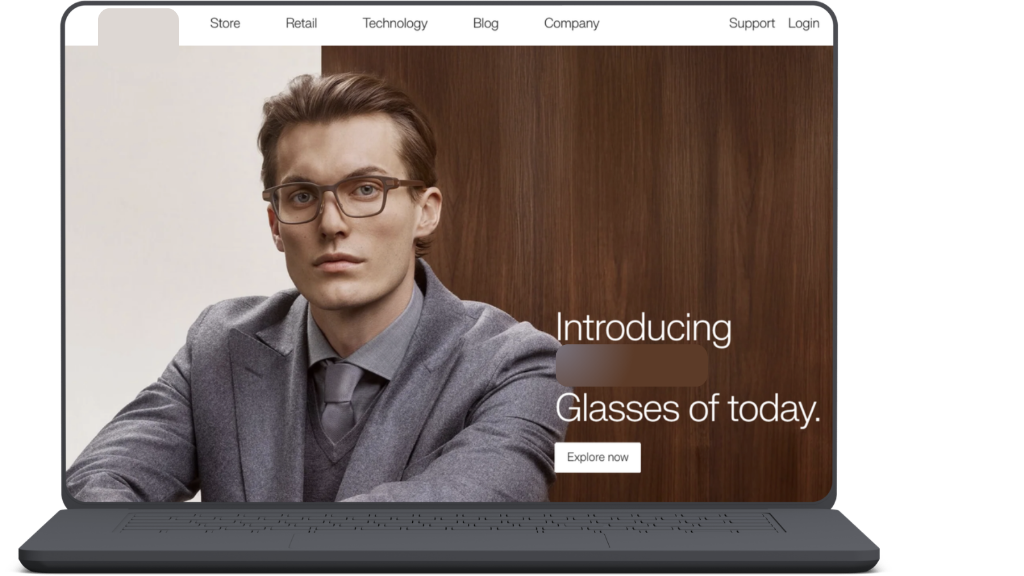 Store Retail Technology Blog Company Support Login
Introducing
Glasses of today.
Explore now